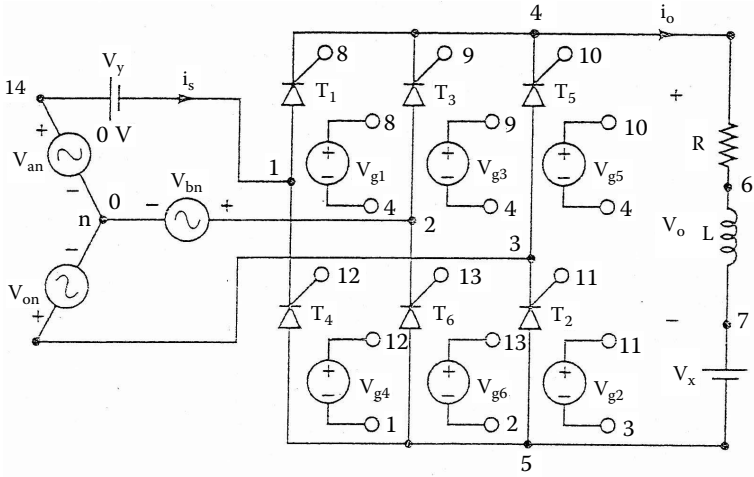 4
i_o
8
9
10
14
V_y
i_s
T_1
T_3
T_5
+
+
0 V
8
9
10
R
V_an
1
+
V_g1
−
+
V_g3
−
+
V_g5
−
6
−
0
V_bn
n
−
+
4
4
4
V_o
L
2
−
3
V_on
12
13
11
+
T_4
T_6
T_2
−
7
12
13
11
+
V_g4
−
+
V_g6
−
+
V_g2
−
V_x
1
2
3
5